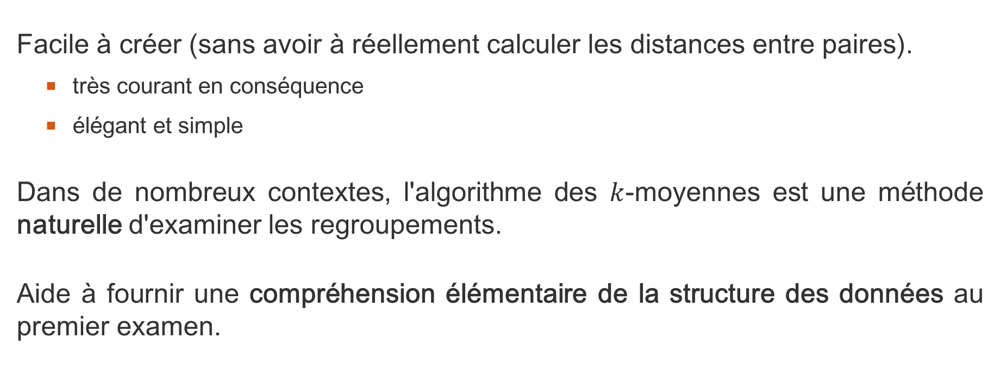 Facile à créer (sans avoir à réellement calculer les distances entre paires).
▪ très courant en conséquence
▪ élégant et simple
Dans de nombreux contextes, l'algorithme des k-moyennes est une méthode
naturelle d'examiner les regroupements.
Aide à fournir une compréhension élémentaire de la structure des données au
premier examen.